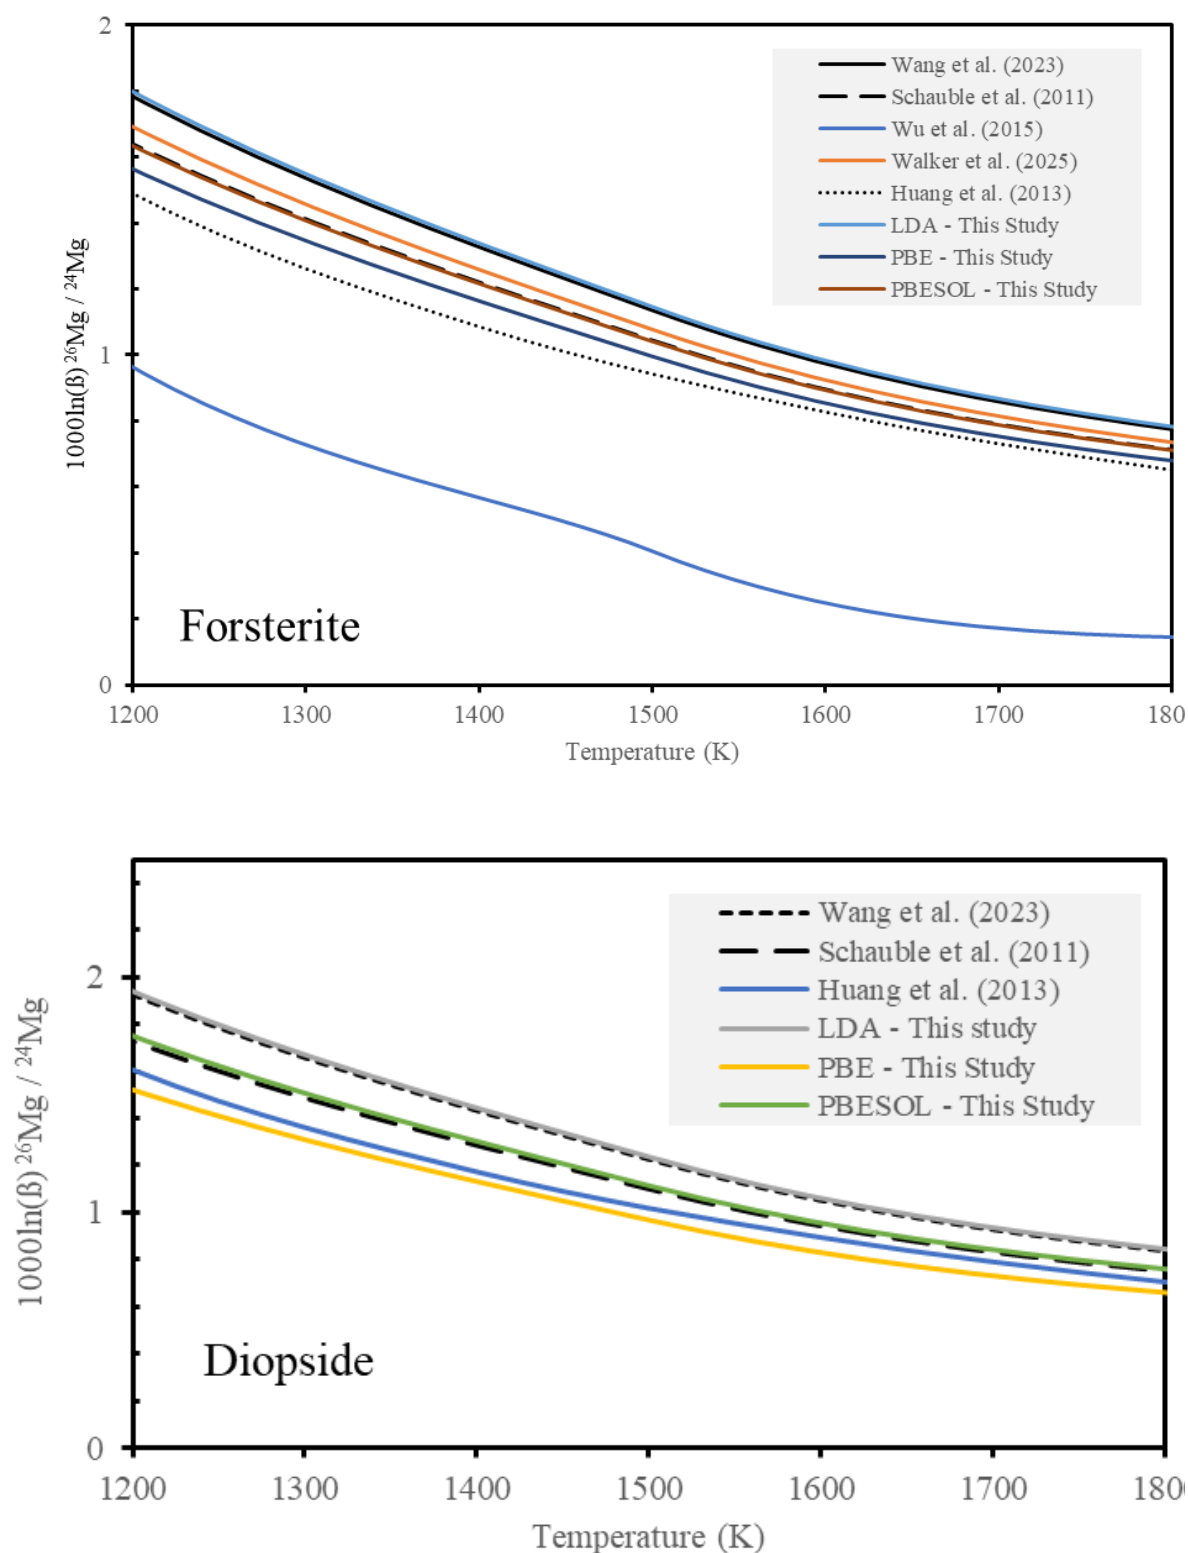 2
Wang et al. (2023)
Schauble et al. (2011)
Wu et al. (2015)
Walker et al. (2025)
Huang et al. (2013)
LDA - This Study
PBE - This Study
PBESOL - This Study
1000ln(ß) ²⁶Mg / ²⁴Mg
1
Forsterite
0
1200 1300 1400 1500 1600 1700 180
Temperature (K)
Wang et al. (2023)
Schauble et al. (2011)
Huang et al. (2013)
LDA - This study
PBE - This Study
PBESOL - This Study
2
1000ln(ß) ²⁶Mg / ²⁴Mg
1
Diopside
0
1200 1300 1400 1500 1600 1700 180
Temperature (K)